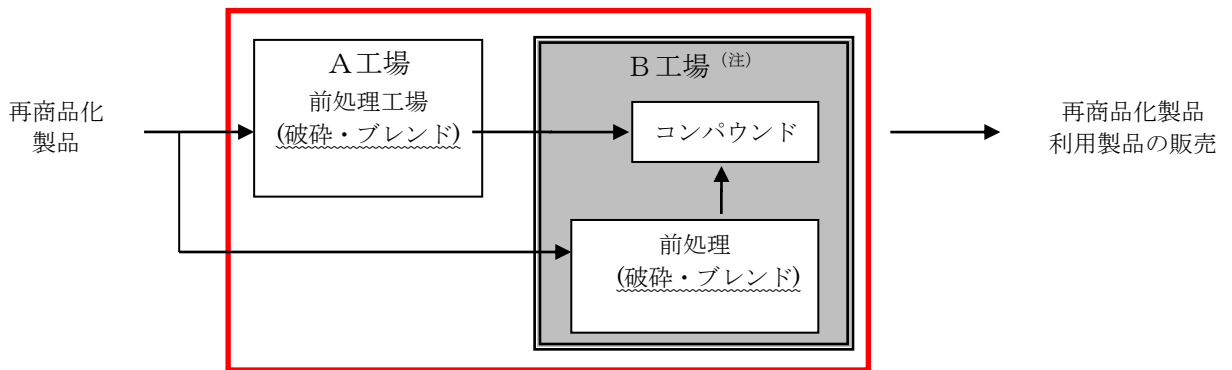 再商品化
製品
A工場
前処理工場
(破砕・ブレンド)
B工場（注）
コンパウンド
前処理
(破砕・ブレンド)
再商品化製品
利用製品の販売